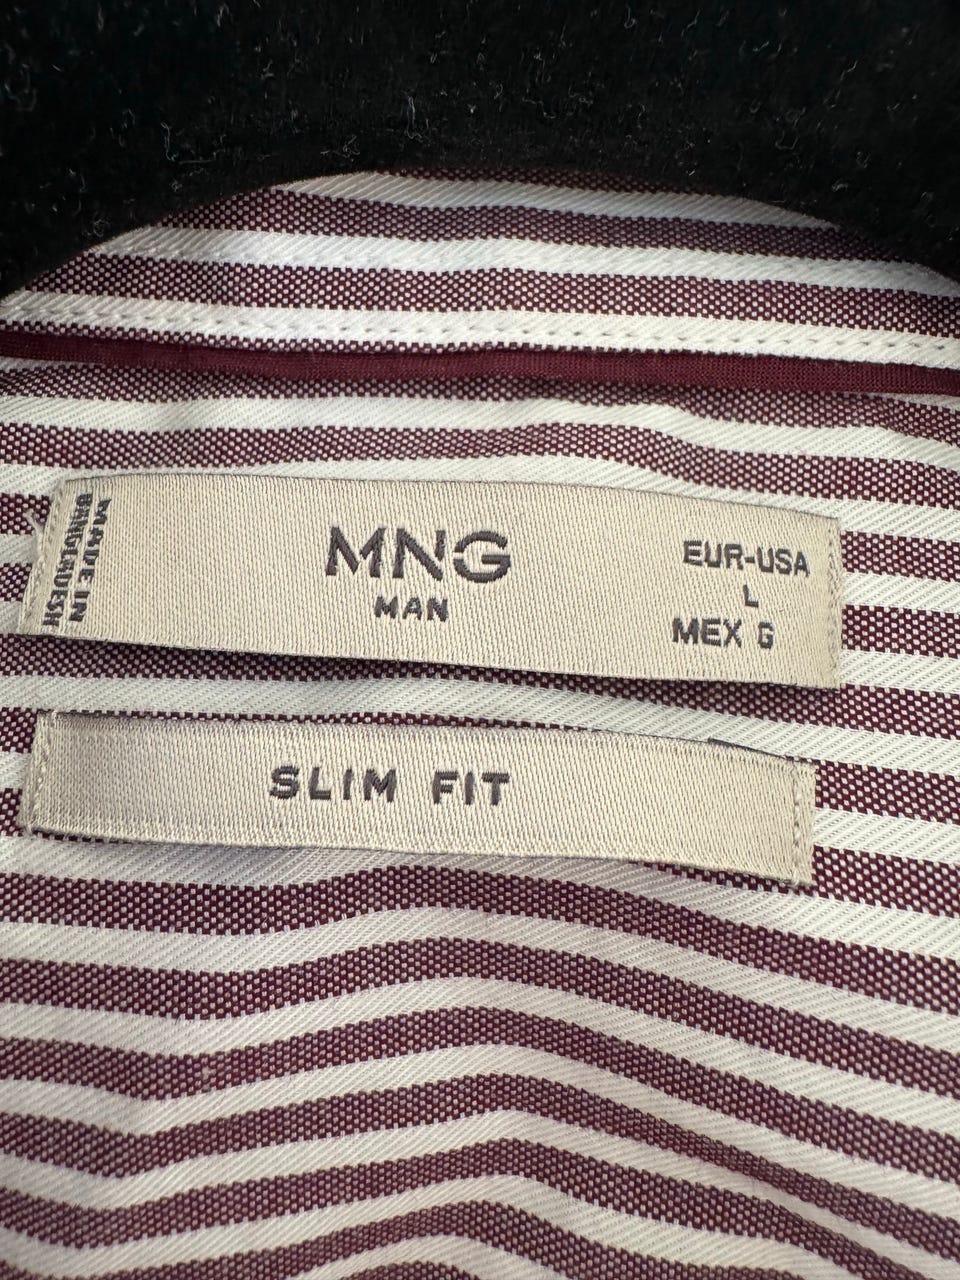 MADE IN
BANGLADESH
MNG
MAN
EUR-USA
L
MEX G
SLIM FIT